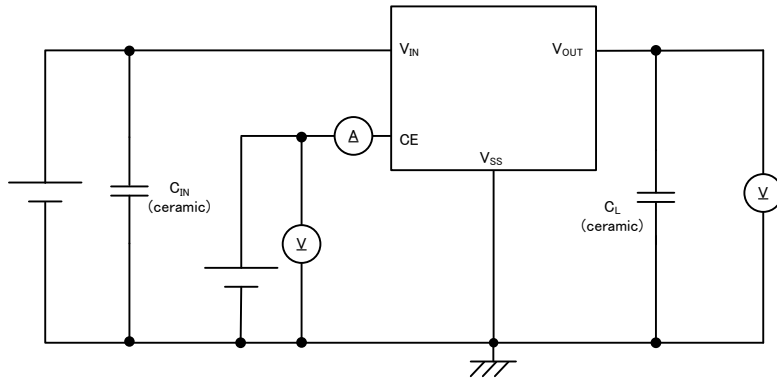 VIN
VOUT
A
CE
VSS
CIN
(ceramic)
V
CL
(ceramic)
V